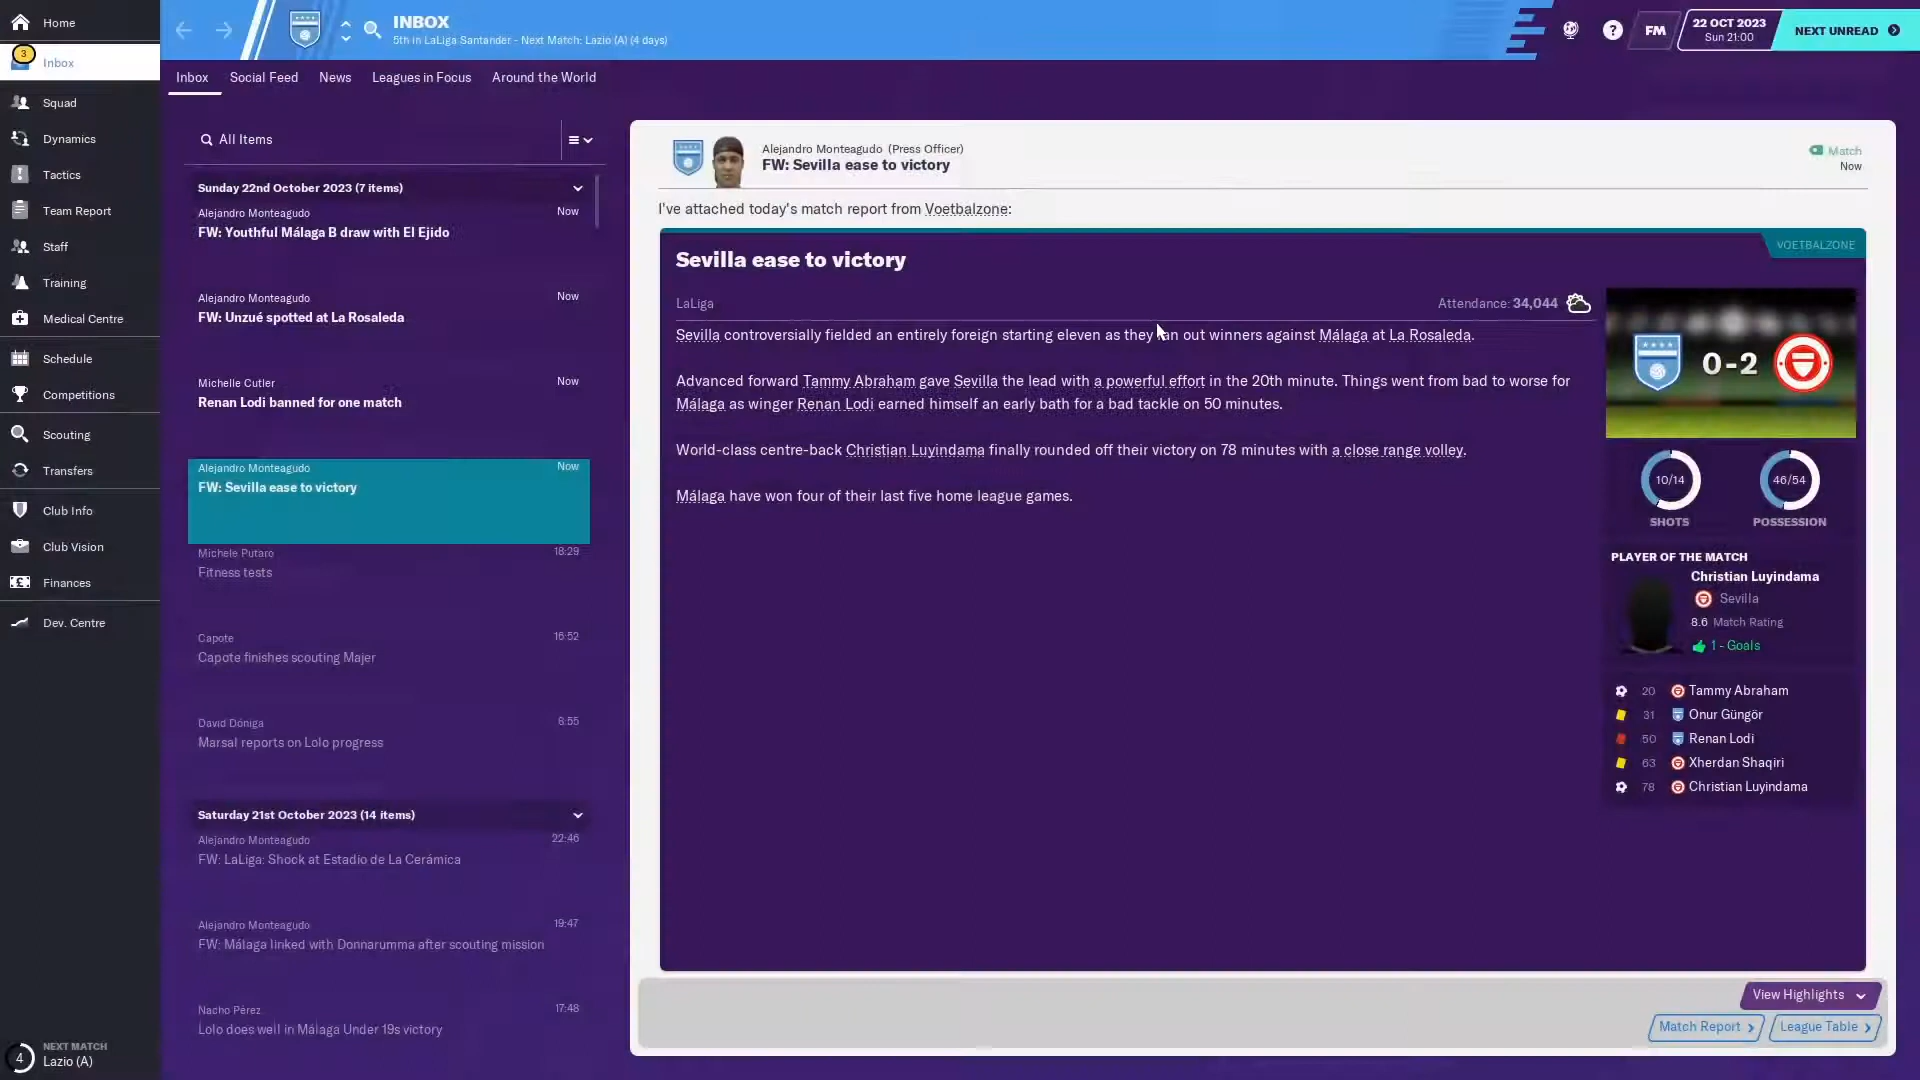 Home
3
Inbox
Squad
Dynamics
Tactics
Team Report
Staff
Training
Medical Centre
Schedule
Competitions
Scouting
Transfers
Club Info
Club Vision
Finances
Dev. Centre
4
NEXT MATCH
Lazio (A)
INBOX
5th in LaLiga Santander - Next Match: Lazio (A) (4 days)
?
FM
22 OCT 2023
Sun 21:00
NEXT UNREAD
Inbox
Social Feed
News
Leagues in Focus
Around the World
All Items
Sunday 22nd October 2023 (7 items)
Alejandro Monteagudo
Now
FW: Youthful Málaga B draw with El Ejido
Alejandro Monteagudo
Now
FW: Unzué spotted at La Rosaleda
Michelle Cutler
Now
Renan Lodi banned for one match
Alejandro Monteagudo
Now
FW: Sevilla ease to victory
Michele Putaro
18:29
Fitness tests
Capote
16:52
Capote finishes scouting Majer
David Dóniga
6:55
Marsal reports on Lolo progress
Saturday 21st October 2023 (14 items)
Alejandro Monteagudo
22:46
FW: LaLiga: Shock at Estadio de La Cerámica
Alejandro Monteagudo
19:47
FW: Málaga linked with Donnarumma after scouting mission
Nacho Pérez
17:48
Lolo does well in Málaga Under 19s victory
Alejandro Monteagudo (Press Officer)
FW: Sevilla ease to victory
Match
Now
I've attached today's match report from Voetbalzone:
VOETBALZONE
Sevilla ease to victory
LaLiga
Attendance: 34,044
Sevilla controversially fielded an entirely foreign starting eleven as they ran out winners against Málaga at La Rosaleda.
Advanced forward Tammy Abraham gave Sevilla the lead with a powerful effort in the 20th minute. Things went from bad to worse for
Málaga as winger Renan Lodi earned himself an early bath for a bad tackle on 50 minutes.
World-class centre-back Christian Luyindama finally rounded off their victory on 78 minutes with a close range volley.
Málaga have won four of their last five home league games.
0-2
10/14
SHOTS
46/54
POSSESSION
PLAYER OF THE MATCH
Christian Luyindama
Sevilla
8.6 Match Rating
1 - Goals
20 Tammy Abraham
31 Onur Güngör
50 Renan Lodi
63 Xherdan Shaqiri
78 Christian Luyindama
View Highlights
Match Report
League Table